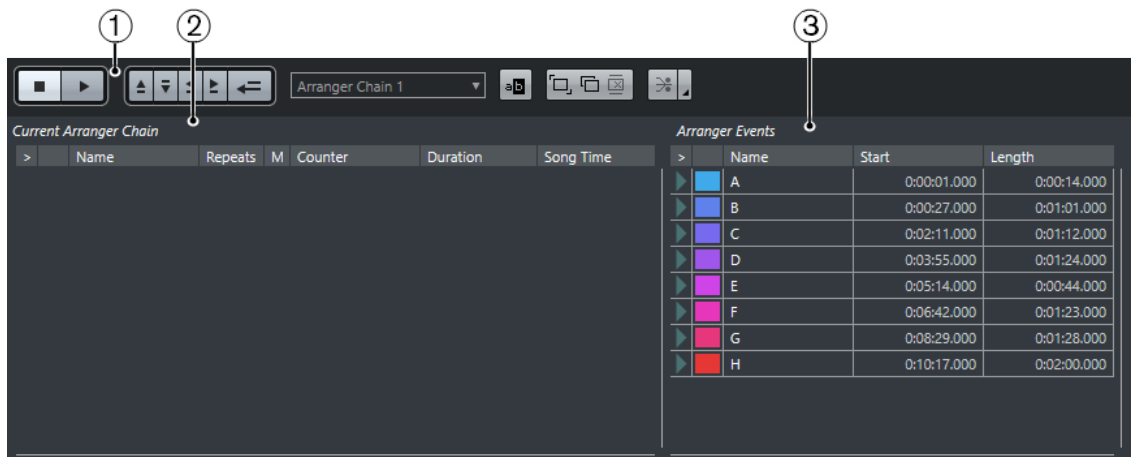 1 2 3
Arranger Chain 1 ab
Current Arranger Chain Arranger Events
> Name Repeats M Counter Duration Song Time > Name Start Length
A 0:00:01.000 0:00:14.000
B 0:00:27.000 0:01:01.000
C 0:02:11.000 0:01:12.000
D 0:03:55.000 0:01:24.000
E 0:05:14.000 0:00:44.000
F 0:06:42.000 0:01:23.000
G 0:08:29.000 0:01:28.000
H 0:10:17.000 0:02:00.000